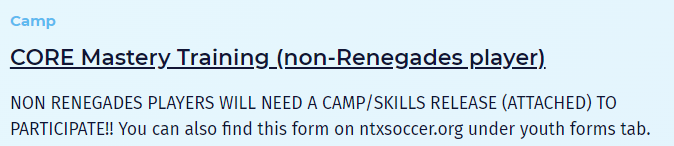 Camp
CORE Mastery Training (non-Renegades player)
NON RENEGADES PLAYERS WILL NEED A CAMP/SKILLS RELEASE (ATTACHED) TO
PARTICIPATE!! You can also find this form on ntxsoccer.org under youth forms tab.